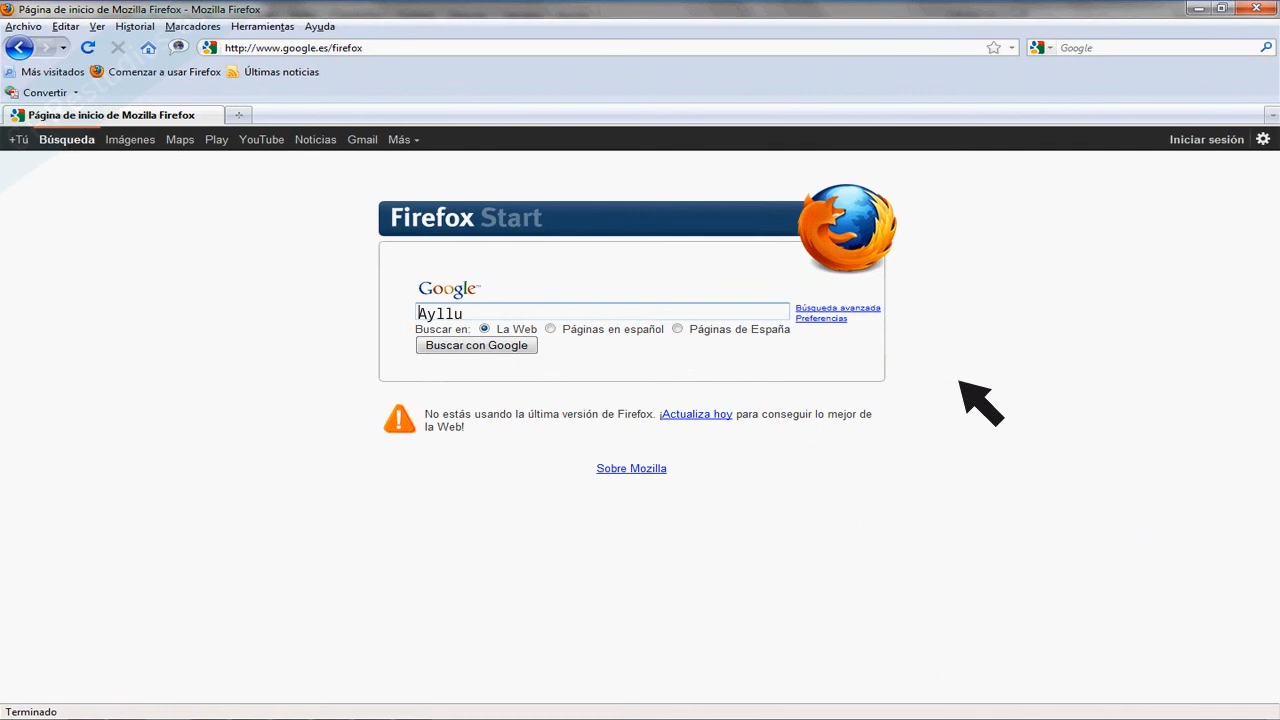 Página de inicio de Mozilla Firefox - Mozilla Firefox
Archivo Editar Ver Historial Marcadores Herramientas Ayuda
http://www.google.es/firefox Google
Más visitados Comenzar a usar Firefox Últimas noticias
Convertir
Página de inicio de Mozilla Firefox
+Tú Búsqueda Imágenes Maps Play YouTube Noticias Gmail Más Iniciar sesión
Firefox Start
Google™
Ayllu
Búsqueda avanzada
Preferencias
Buscar en: La Web Páginas en español Páginas de España
Buscar con Google
No estás usando la última versión de Firefox. ¡Actualiza hoy para conseguir lo mejor de
la Web!
Sobre Mozilla
Terminado